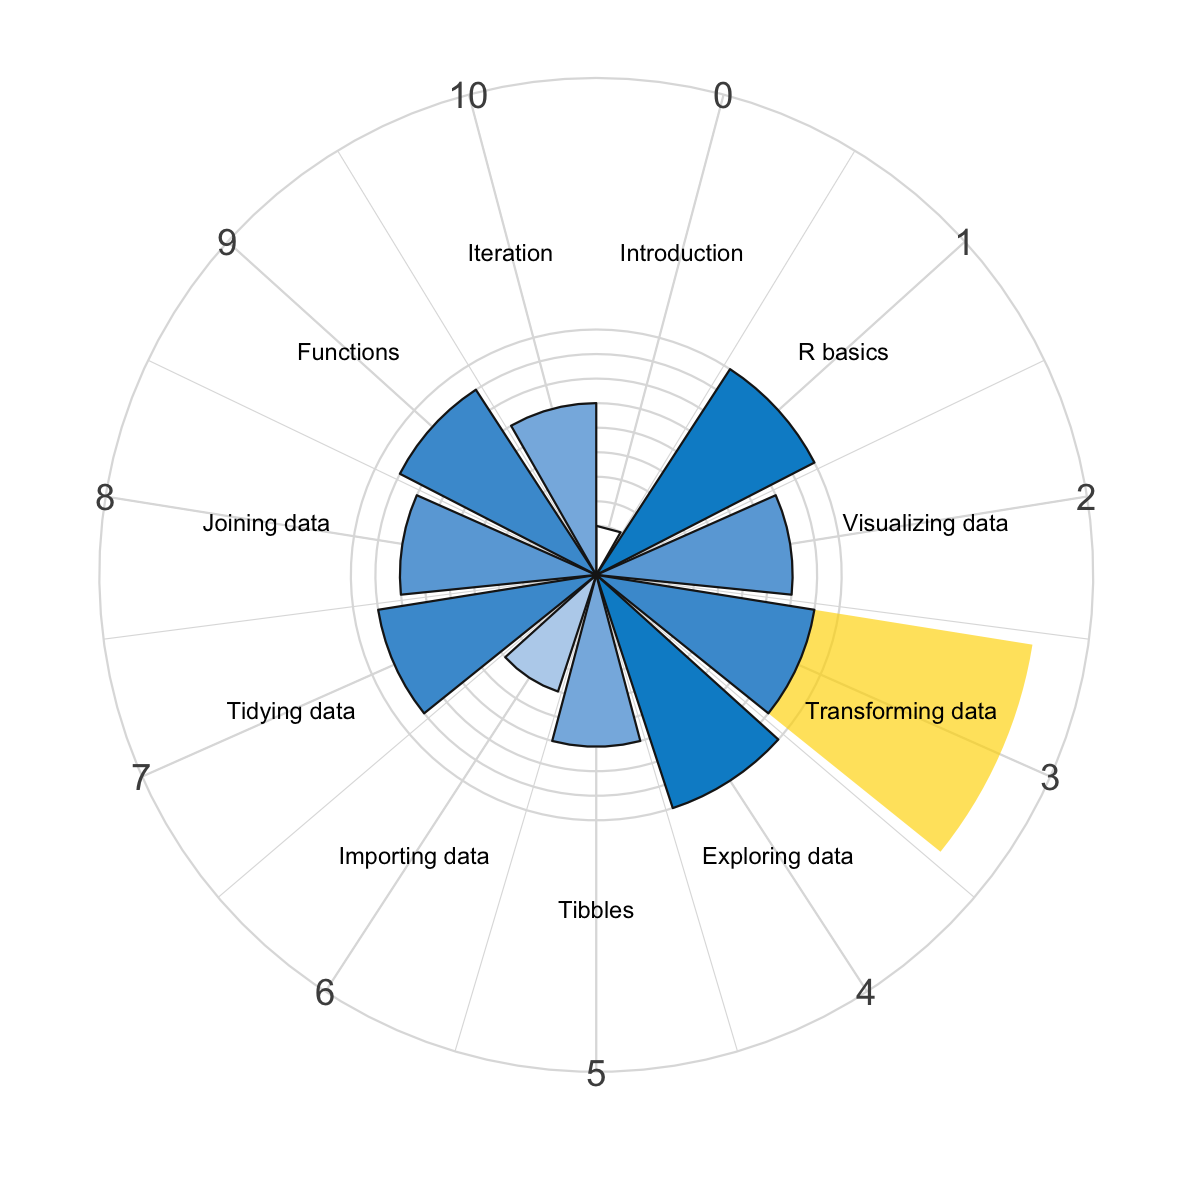 10
0
9
1
Iteration
Introduction
Functions
R basics
8
2
Joining data
Visualizing data
Tidying data
Transforming data
7
3
Importing data
Exploring data
Tibbles
6
4
5